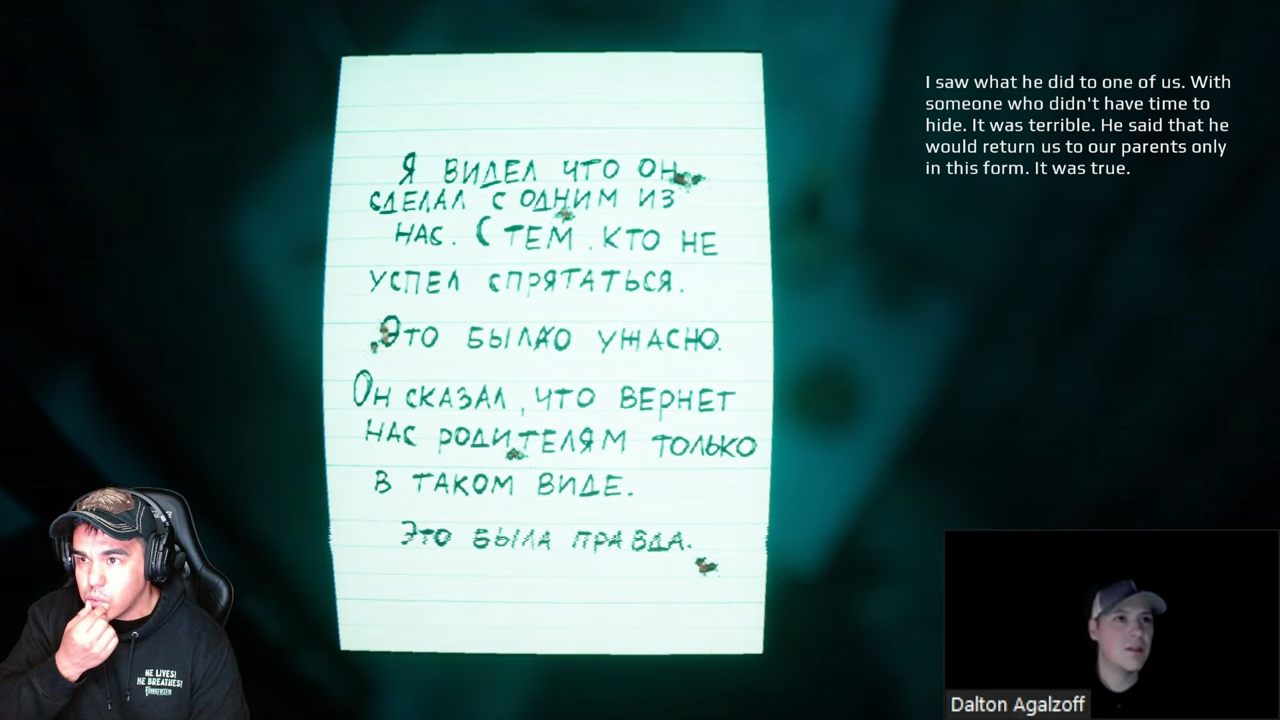 Я ВИДЕЛ ЧТО ОН
СДЕЛАЛ С ОДНИМ ИЗ
НАС. С ТЕМ. КТО НЕ
УСПЕЛ СПРЯТАТЬСЯ.
ЭТО БЫЛО УЖАСНО.
ОН СКАЗАЛ, ЧТО ВЕРНЕТ
НАС РОДИТЕЛЯМ ТОЛЬКО
В ТАКОМ ВИДЕ.
ЭТО БЫЛА ПРАВДА.
I saw what he did to one of us. With
someone who didn't have time to
hide. It was terrible. He said that he
would return us to our parents only
in this form. It was true.
HE LIVES!
HE BREATHES!
FRANKENSTEIN
Dalton Agalzoff